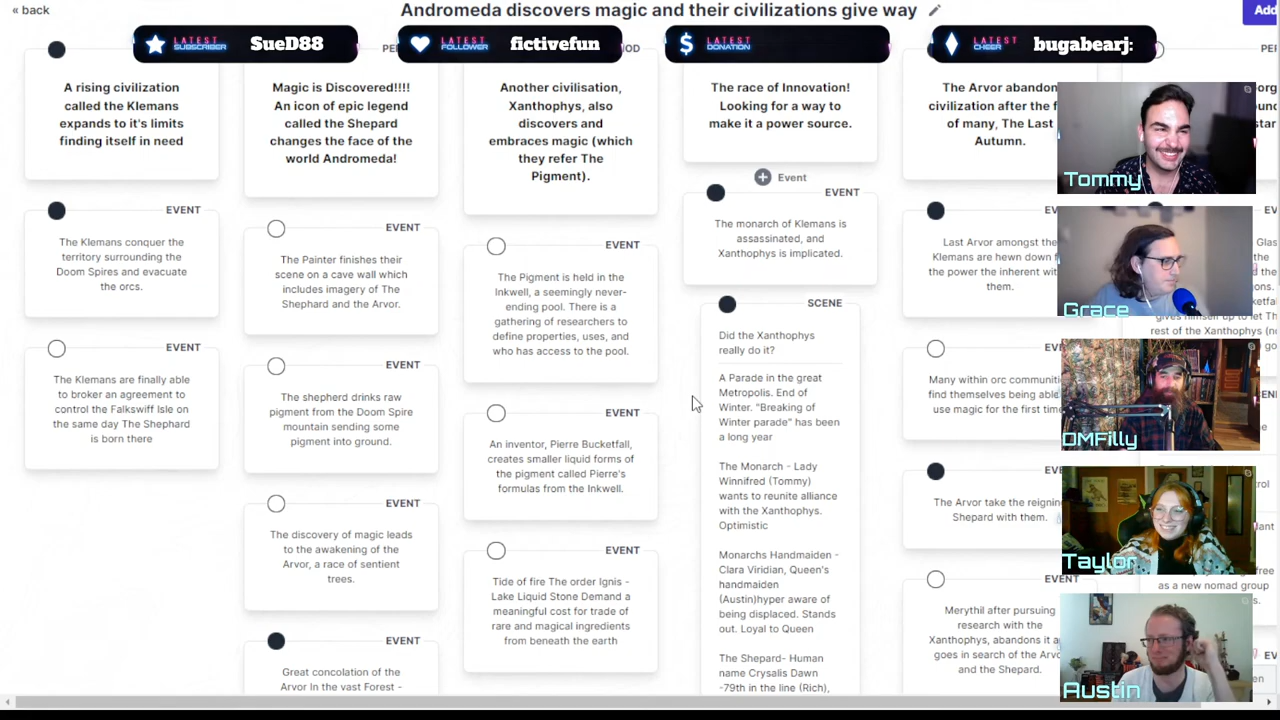 « back
Andromeda discovers magic and their civilizations give way
Add
LATEST SUBSCRIBER SueD88
LATEST FOLLOWER fictivefun
LATEST DONATION
LATEST CHEER bugabearj:
A rising civilization
called the Klemans
expands to it's limits
finding itself in need
EVENT
The Klemans conquer the
territory surrounding the
Doom Spires and evacuate
the orcs.
EVENT
The Klemans are finally able
to broker an agreement to
control the Falkswiff Isle on
the same day The Shepherd
is born there
Magic is Discovered!!!!
An icon of epic legend
called the Shepard
changes the face of the
world Andromeda!
EVENT
The Painter finishes their
scene on a cave wall which
includes imagery of The
Shephard and the Arvor.
EVENT
The shepherd drinks raw
pigment from the Doom Spire
mountain sending some
pigment into ground.
EVENT
The discovery of magic leads
to the awakening of the
Arvor, a race of sentient
trees.
EVENT
Great concolation of the
Arvor In the vast Forest -
Another civilisation,
Xanthophys, also
discovers and
embraces magic (which
they refer The
Pigment).
EVENT
The Pigment is held in the
Inkwell, a seemingly never-
ending pool. There is a
gathering of researchers to
define properties, uses, and
who has access to the pool.
EVENT
An inventor, Pierre Bucketfall,
creates smaller liquid forms of
the pigment called Pierre's
formulas from the Inkwell.
EVENT
Tide of fire The order Ignis -
Lake Liquid Stone Demand a
meaningful cost for trade of
rare and magical ingredients
from beneath the earth
The race of Innovation!
Looking for a way to
make it a power source.
Event
EVENT
The monarch of Klemans is
assassinated, and
Xanthophys is implicated.
SCENE
Did the Xanthophys
really do it?
A Parade in the great
Metropolis. End of
Winter. "Breaking of
Winter parade" has been
a long year
The Monarch - Lady
Winnifred (Tommy)
wants to reunite alliance
with the Xanthophys.
Optimistic
Monarchs Handmaiden -
Clara Viridian, Queen's
handmaiden
(Austin)hyper aware of
being displaced. Stands
out. Loyal to Queen
The Shepard- Human
name Crysalis Dawn
-79th in the line (Rich),
The Arvor abandon
civilization after the f
of many, The Last
Autumn.
Last Arvor amongst the
Klemans are hewn down f
the power the inherent wit
them.
Many within orc communiti
find themselves being able
use magic for the first time
The Arvor take the reigning
Shepard with them.
EVENT
Merythil after pursuing
research with the
Xanthophys, abandons it a
goes in search of the Arvo
and the Shepard.
gives himself up to let Th
rest of the Xanthophys (no
as a new nomad group
Tommy
Grace
DMFilly
Taylor
Austin